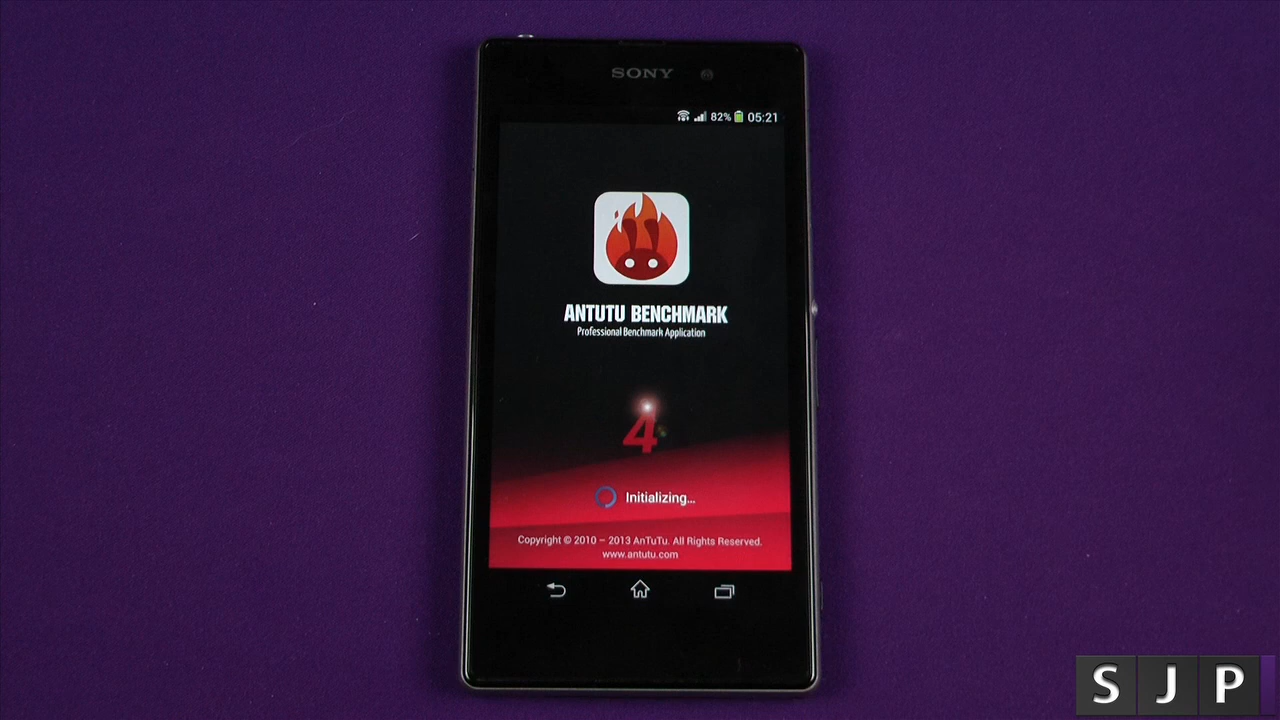 SONY
82% 05:21
ANTUTU BENCHMARK
Professional Benchmark Application
4
Initializing...
Copyright © 2010 – 2013 AnTuTu. All Rights Reserved.
www.antutu.com
SJP